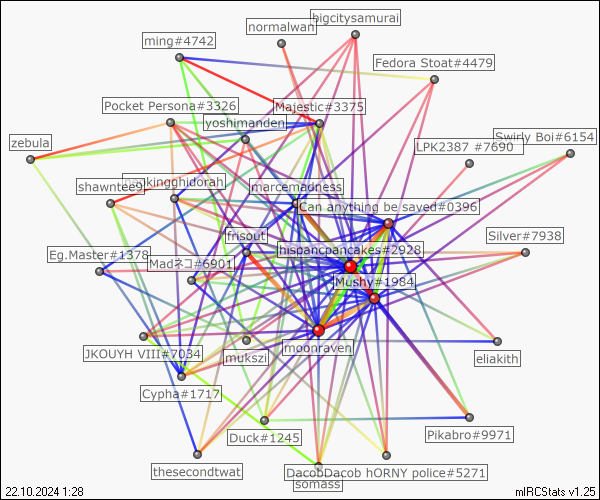 bigcitysamurai
normalwan
ming#4742
Fedora Stoat#4479
Pocket Persona#3326
Majestic#3375
yoshimanden
zebula
Swirly Boi#6154
LPK2387 #7690
shawntee9
kingghidorah
marcemadness
Can anything be saved#0396
frisout
Silver#7938
Eg.Master#1378
hispancpancakes#2928
Madネコ#6901
Mushy#1984
JKOUYH VIII#7034
moonraven
mukszi
eliakith
Cypha#1717
Duck#1245
Pikabro#9971
thesecondtwat
DacobDacob hORNY police#5271
somass
22.10.2024 1:28
mIRCStats v1.25